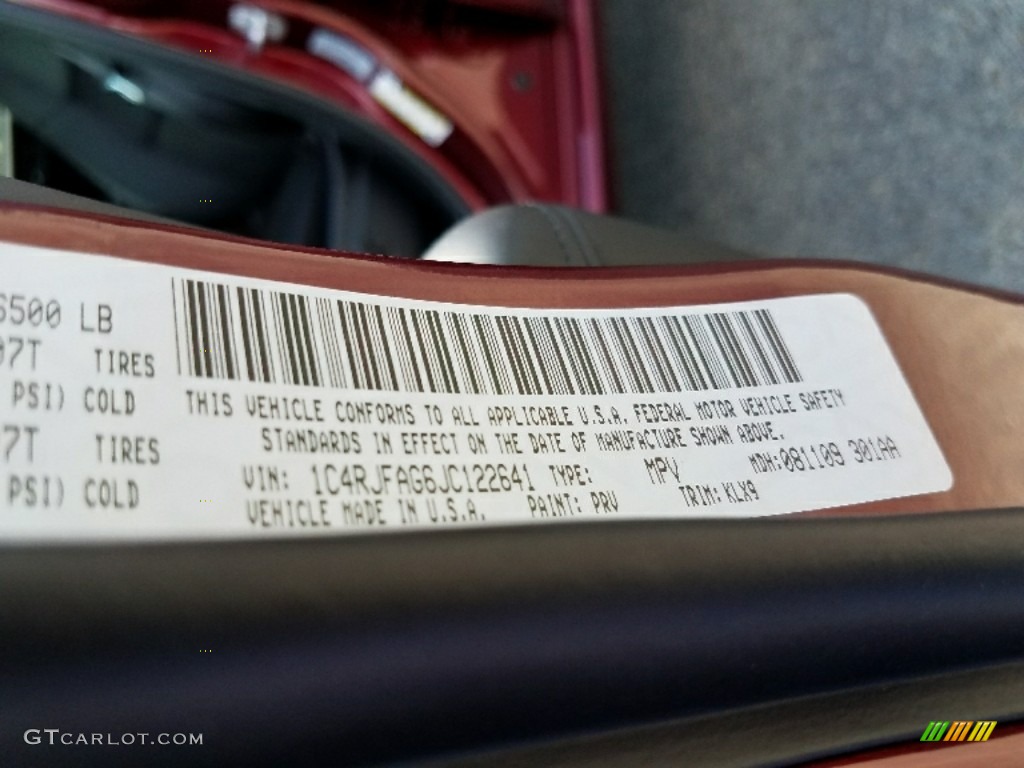 6500 LB
07T TIRES
PSI) COLD
7T TIRES
PSI) COLD
THIS VEHICLE CONFORMS TO ALL APPLICABLE U.S.A. FEDERAL MOTOR VEHICLE SAFETY
STANDARDS IN EFFECT ON THE DATE OF MANUFACTURE SHOWN ABOVE.
VIN: 1C4RJFAG6JC122641 TYPE: MPV MDH: 081109 301AA
VEHICLE MADE IN U.S.A. PAINT: PRV TRIM: KLX9
GTCARLOT.COM